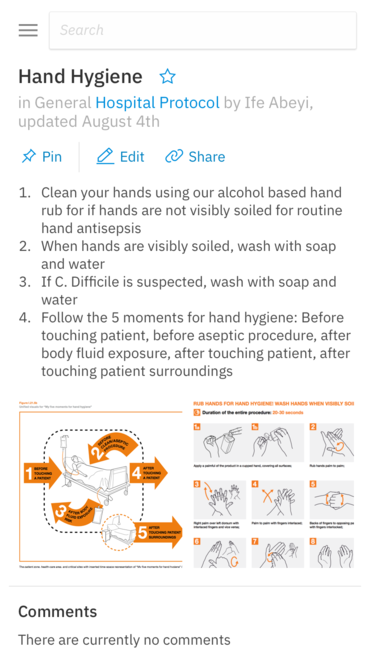 Search
Hand Hygiene
in General Hospital Protocol by Ife Abeyi,
updated August 4th
Pin
Edit
Share
1. Clean your hands using our alcohol based hand
rub for if hands are not visibly soiled for routine
hand antisepsis
2. When hands are visibly soiled, wash with soap
and water
3. If C. Difficile is suspected, wash with soap and
water
4. Follow the 5 moments for hand hygiene: Before
touching patient, before aseptic procedure, after
body fluid exposure, after touching patient, after
touching patient surroundings
1 BEFORE
TOUCHING
A PATIENT
2 BEFORE
CLEAN/ASEPTIC
PROCEDURE
3 AFTER BODY
FLUID EXPOSURE
RISK
4 AFTER
TOUCHING
A PATIENT
5 AFTER
TOUCHING PATIENT
SURROUNDINGS
RUB HANDS FOR HAND HYGIENE! WASH HANDS WHEN VISIBLY SOI
Duration of the entire procedure: 20-30 seconds
1a
1b
2
Apply a palmful of the product in a cupped hand, covering all surfaces;
Rub hands palm to palm;
3
4
5
Right palm over left dorsum with
interlaced fingers and vice versa;
Palm to palm with fingers interlaced;
Backs of fingers to opposing pa
with fingers interlocked;
6
7
8
Comments
There are currently no comments